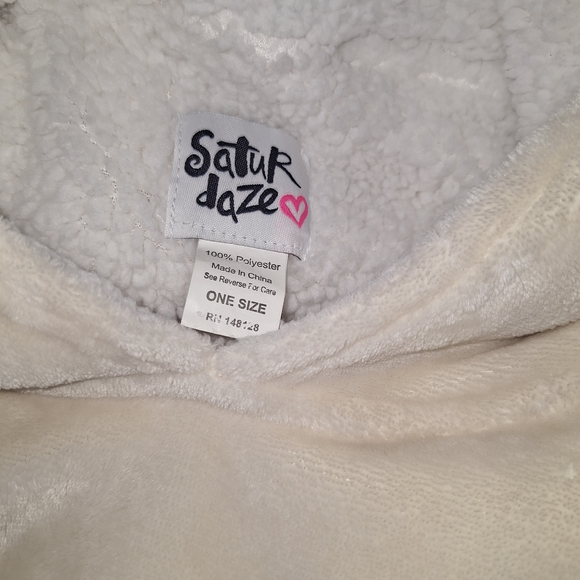 SatuR
daze
100% Polyester
Made In China
See Reverse For Care
ONE SIZE
RN 148128